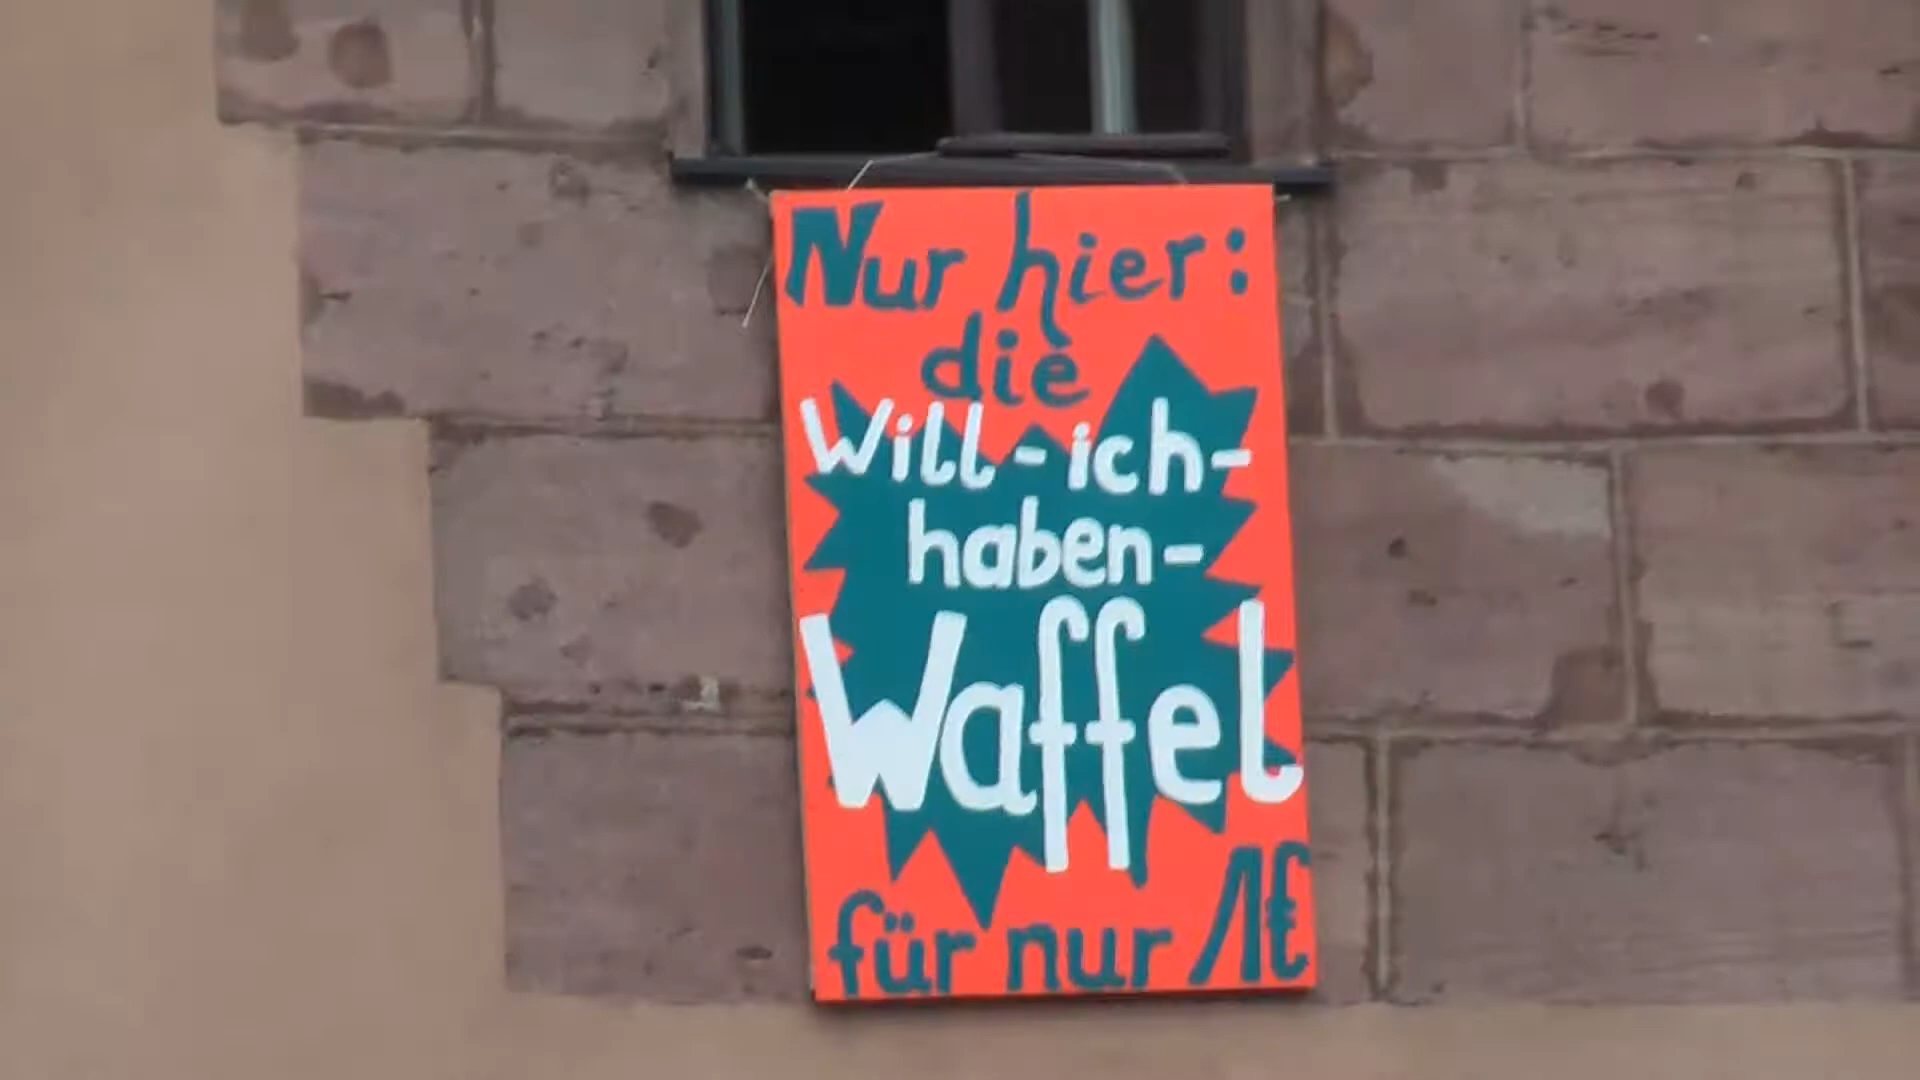 Nur hier:
die
Will-ich-
haben-
Waffel
für nur 1€